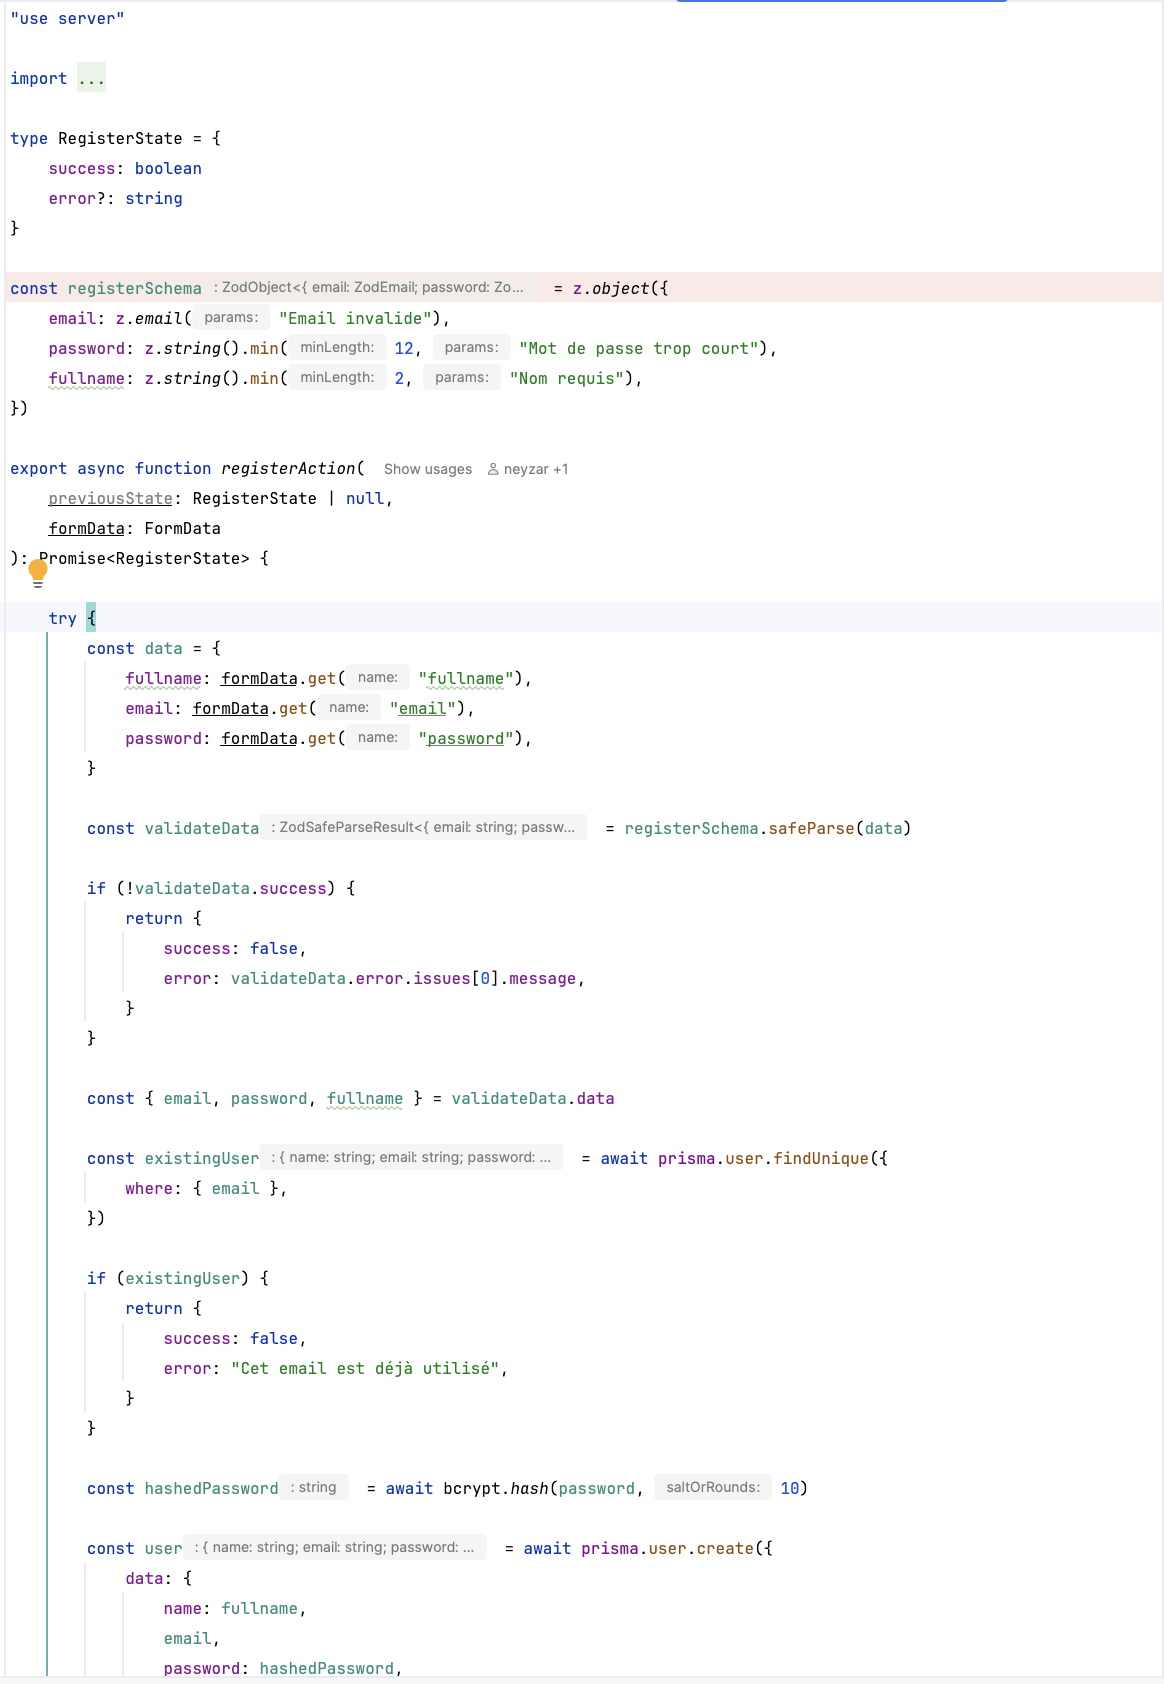 "use server"
import ...
type RegisterState = {
success: boolean
error?: string
}
const registerSchema : ZodObject<{ email: ZodEmail; password: Zo... = z.object({
email: z.email( params: "Email invalide"),
password: z.string().min( minLength: 12, params: "Mot de passe trop court"),
fullname: z.string().min( minLength: 2, params: "Nom requis"),
})
export async function registerAction( Show usages neyzar +1
previousState: RegisterState | null,
formData: FormData
): Promise<RegisterState> {
try {
const data = {
fullname: formData.get( name: "fullname"),
email: formData.get( name: "email"),
password: formData.get( name: "password"),
}
const validateData : ZodSafeParseResult<{ email: string; passw... = registerSchema.safeParse(data)
if (!validateData.success) {
return {
success: false,
error: validateData.error.issues[0].message,
}
}
const { email, password, fullname } = validateData.data
const existingUser : { name: string; email: string; password: ... = await prisma.user.findUnique({
where: { email },
})
if (existingUser) {
return {
success: false,
error: "Cet email est déjà utilisé",
}
}
const hashedPassword : string = await bcrypt.hash(password, saltOrRounds: 10)
const user : { name: string; email: string; password: ... = await prisma.user.create({
data: {
name: fullname,
email,
password: hashedPassword,